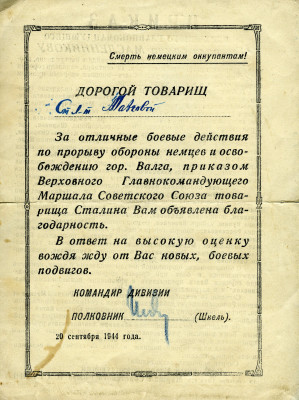 Смерть немецким оккупантам!
ДОРОГОЙ ТОВАРИЩ
За отличные боевые действия
по прорыву обороны немцев и осво-
бождению гор. Валга, приказом
Верховного Главнокомандующего
Маршала Советского Союза това-
рища Сталина Вам объявлена бла-
годарность.
В ответ на высокую оценку
вождя жду от Вас новых, боевых
подвигов.
КОМАНДИР ДИВИЗИИ
ПОЛКОВНИК (Шкель).
20 сентября 1944 года.